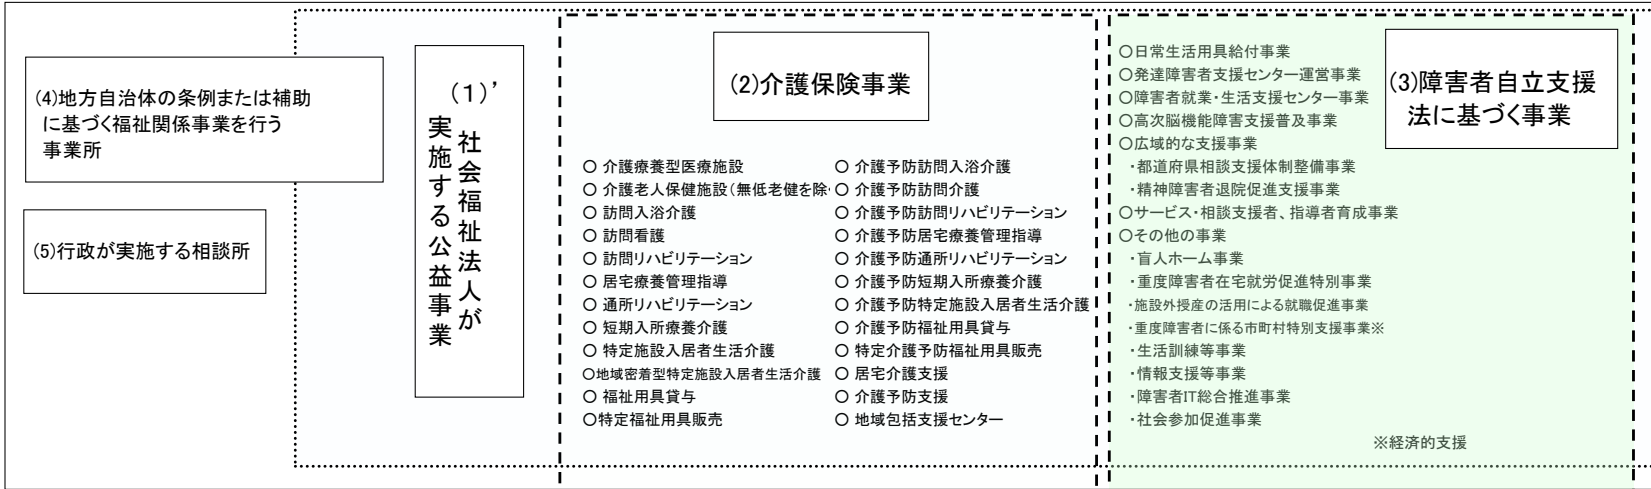 (4)地方自治体の条例または補助
に基づく福祉関係事業を行う
事業所
(5)行政が実施する相談所
(1)’
社会福祉法人が
実施する公益事業
(2)介護保険事業
○ 介護療養型医療施設
○ 介護老人保健施設(無低老健を除く
○ 訪問入浴介護
○ 訪問看護
○ 訪問リハビリテーション
○ 居宅療養管理指導
○ 通所リハビリテーション
○ 短期入所療養介護
○ 特定施設入居者生活介護
○地域密着型特定施設入居者生活介護
○ 福祉用具貸与
○特定福祉用具販売
○ 介護予防訪問入浴介護
○ 介護予防訪問介護
○ 介護予防訪問リハビリテーション
○ 介護予防居宅療養管理指導
○ 介護予防通所リハビリテーション
○ 介護予防短期入所療養介護
○ 介護予防特定施設入居者生活介護
○ 介護予防福祉用具貸与
○ 特定介護予防福祉用具販売
○ 居宅介護支援
○ 介護予防支援
○ 地域包括支援センター
(3)障害者自立支援
法に基づく事業
○日常生活用具給付事業
○発達障害者支援センター運営事業
○障害者就業・生活支援センター事業
○高次脳機能障害支援普及事業
○広域的な支援事業
・都道府県相談支援体制整備事業
・精神障害者退院促進支援事業
○サービス・相談支援者、指導者育成事業
○その他の事業
・盲人ホーム事業
・重度障害者在宅就労促進特別事業
・施設外授産の活用による就職促進事業
・重度障害者に係る市町村特別支援事業※
・生活訓練等事業
・情報支援等事業
・障害者IT総合推進事業
・社会参加促進事業
※経済的支援